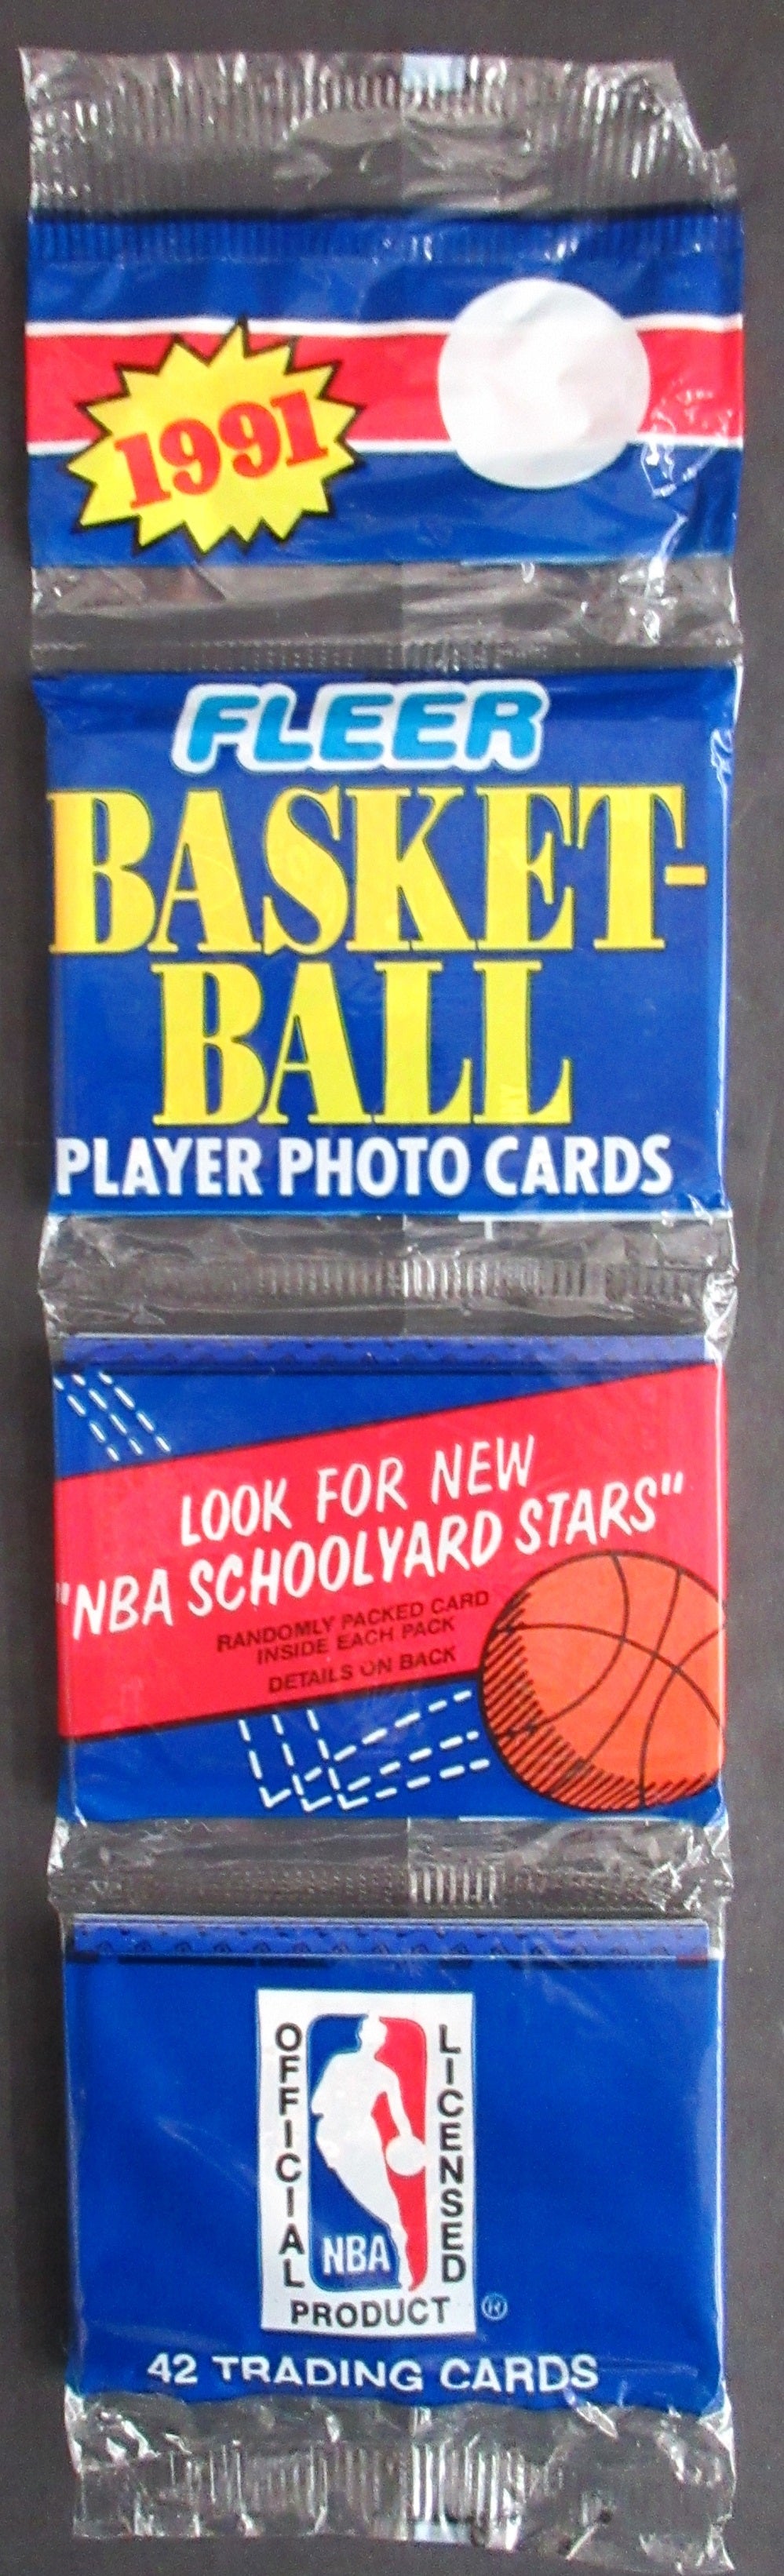 1991
FLEER
BASKET-
BALL
PLAYER PHOTO CARDS
LOOK FOR NEW
"NBA SCHOOLYARD STARS"
RANDOMLY PACKED CARD
INSIDE EACH PACK
DETAILS ON BACK
OFFICIAL
LICENSED
NBA
PRODUCT ®
42 TRADING CARDS